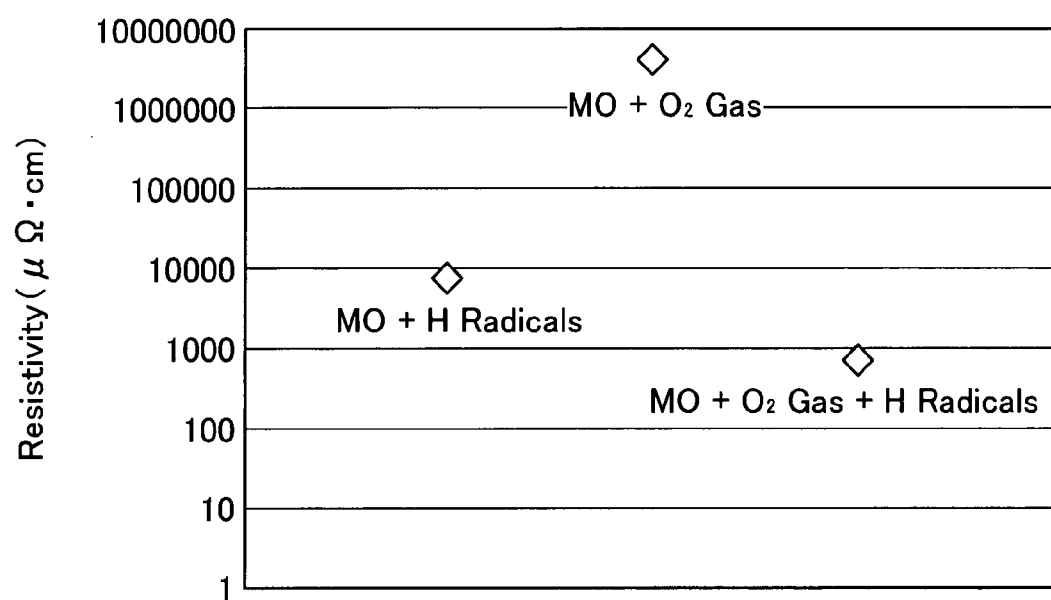 10000000
1000000
100000
10000
1000
100
10
1
Resistivity( μ Ω・cm)
MO + O₂ Gas
MO + H Radicals
MO + O₂ Gas + H Radicals